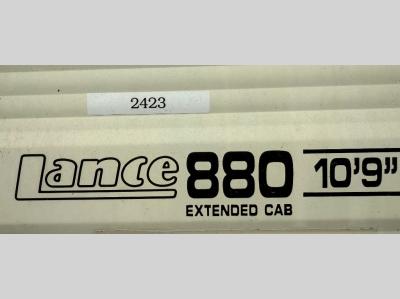 2423
Lance 880 10'9"
EXTENDED CAB